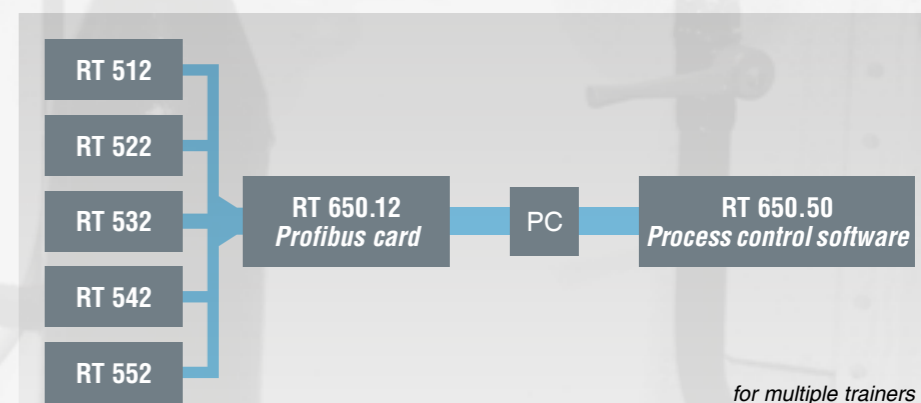 RT 512
RT 522
RT 532
RT 542
RT 552
RT 650.12
Profibus card
PC
RT 650.50
Process control software
for multiple trainers